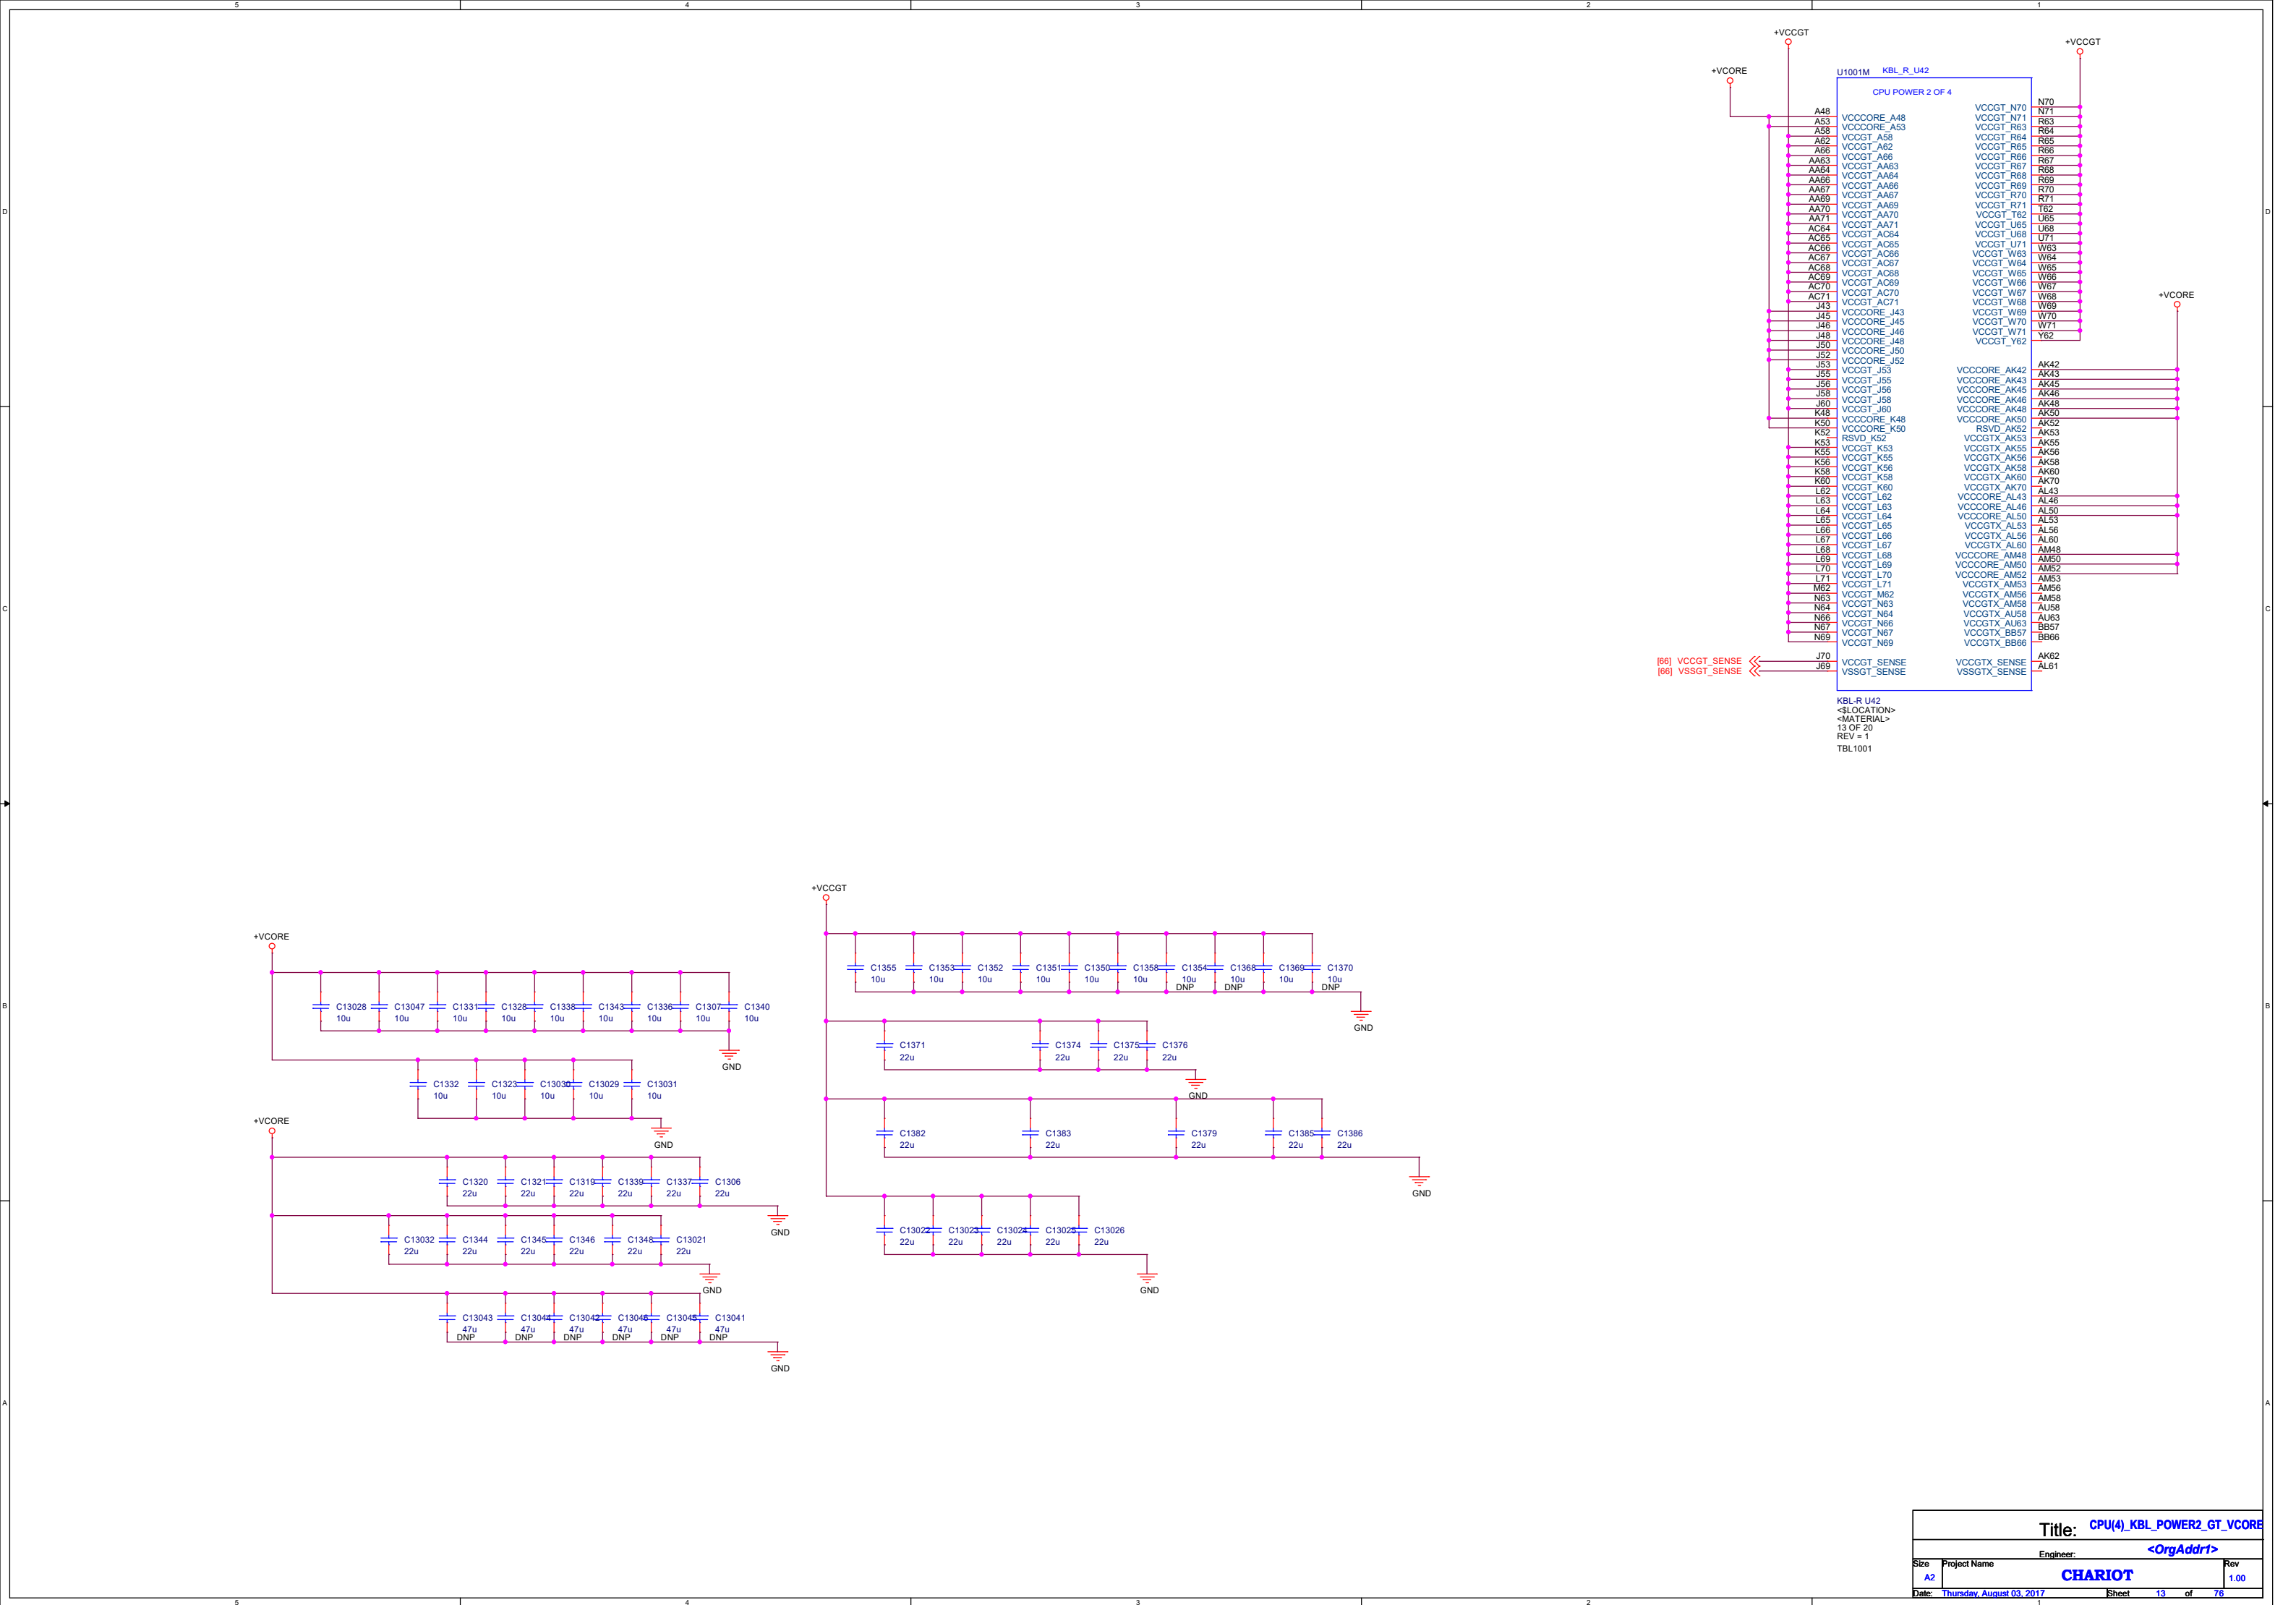 5 4 3 2 1
D
C
B
A
D
C
B
A
+VCCGT
+VCORE
+VCCGT
+VCORE
U1001M KBL_R_U42
CPU POWER 2 OF 4
A48 VCCCORE_A48
A53 VCCCORE_A53
A58 VCCGT_A58
A62 VCCGT_A62
A66 VCCGT_A66
AA63 VCCGT_AA63
AA64 VCCGT_AA64
AA66 VCCGT_AA66
AA67 VCCGT_AA67
AA69 VCCGT_AA69
AA70 VCCGT_AA70
AA71 VCCGT_AA71
AC64 VCCGT_AC64
AC65 VCCGT_AC65
AC66 VCCGT_AC66
AC67 VCCGT_AC67
AC68 VCCGT_AC68
AC69 VCCGT_AC69
AC70 VCCGT_AC70
AC71 VCCGT_AC71
J43 VCCCORE_J43
J45 VCCCORE_J45
J46 VCCCORE_J46
J48 VCCCORE_J48
J50 VCCCORE_J50
J52 VCCCORE_J52
J53 VCCGT_J53
J55 VCCGT_J55
J56 VCCGT_J56
J58 VCCGT_J58
J60 VCCGT_J60
K48 VCCCORE_K48
K50 VCCCORE_K50
K52 RSVD_K52
K53 VCCGT_K53
K55 VCCGT_K55
K56 VCCGT_K56
K58 VCCGT_K58
K60 VCCGT_K60
L62 VCCGT_L62
L63 VCCGT_L63
L64 VCCGT_L64
L65 VCCGT_L65
L66 VCCGT_L66
L67 VCCGT_L67
L68 VCCGT_L68
L69 VCCGT_L69
L70 VCCGT_L70
L71 VCCGT_L71
M62 VCCGT_M62
N63 VCCGT_N63
N64 VCCGT_N64
N66 VCCGT_N66
N67 VCCGT_N67
N69 VCCGT_N69
[66] VCCGT_SENSE J70 VCCGT_SENSE
[66] VSSGT_SENSE J69 VSSGT_SENSE
VCCGT_N70 N70
VCCGT_N71 N71
VCCGT_R63 R63
VCCGT_R64 R64
VCCGT_R65 R65
VCCGT_R66 R66
VCCGT_R67 R67
VCCGT_R68 R68
VCCGT_R69 R69
VCCGT_R70 R70
VCCGT_R71 R71
VCCGT_T62 T62
VCCGT_U65 U65
VCCGT_U68 U68
VCCGT_U71 U71
VCCGT_W63 W63
VCCGT_W64 W64
VCCGT_W65 W65
VCCGT_W66 W66
VCCGT_W67 W67
VCCGT_W68 W68
VCCGT_W69 W69
VCCGT_W70 W70
VCCGT_W71 W71
VCCGT_Y62 Y62
VCCCORE_AK42 AK42
VCCCORE_AK43 AK43
VCCCORE_AK45 AK45
VCCCORE_AK46 AK46
VCCCORE_AK48 AK48
VCCCORE_AK50 AK50
RSVD_AK52 AK52
VCCGTX_AK53 AK53
VCCGTX_AK55 AK55
VCCGTX_AK56 AK56
VCCGTX_AK58 AK58
VCCGTX_AK60 AK60
VCCGTX_AK70 AK70
VCCCORE_AL43 AL43
VCCCORE_AL46 AL46
VCCCORE_AL50 AL50
VCCGTX_AL53 AL53
VCCGTX_AL56 AL56
VCCGTX_AL60 AL60
VCCCORE_AM48 AM48
VCCCORE_AM50 AM50
VCCCORE_AM52 AM52
VCCGTX_AM53 AM53
VCCGTX_AM56 AM56
VCCGTX_AM58 AM58
VCCGTX_AU58 AU58
VCCGTX_AU63 AU63
VCCGTX_BB57 BB57
VCCGTX_BB66 BB66
VCCGTX_SENSE AK62
VSSGTX_SENSE AL61
KBL-R U42
<$LOCATION>
<MATERIAL>
13 OF 20
REV = 1
TBL1001
+VCORE
C13028 C13047 C1331 C1328 C1338 C1343 C1336 C1307 C1340
10u 10u 10u 10u 10u 10u 10u 10u 10u
GND
C1332 C1323 C13030 C13029 C13031
10u 10u 10u 10u 10u
GND
+VCORE
C1320 C1321 C1319 C1339 C1337 C1306
22u 22u 22u 22u 22u 22u
GND
C13032 C1344 C1345 C1346 C1348 C13021
22u 22u 22u 22u 22u 22u
GND
C13043 C13044 C13042 C13046 C13045 C13041
47u 47u 47u 47u 47u 47u
DNP DNP DNP DNP DNP DNP
GND
+VCCGT
C1355 C1353 C1352 C1351 C1350 C1358 C1354 C1368 C1369 C1370
10u 10u 10u 10u 10u 10u 10u 10u 10u 10u
DNP DNP DNP
GND
C1371 C1374 C1375 C1376
22u 22u 22u 22u
GND
C1382 C1383 C1379 C1385 C1386
22u 22u 22u 22u 22u
GND
C13022 C13023 C13024 C13025 C13026
22u 22u 22u 22u 22u
GND
Title: CPU(4)_KBL_POWER2_GT_VCORE
Engineer: <OrgAddr1>
Size Project Name Rev
A2 CHARIOT 1.00
Date: Thursday, August 03, 2017 Sheet 13 of 76
5 4 3 2 1